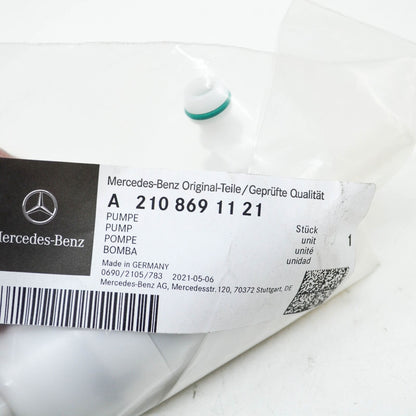 Mercedes-Benz Original-Teile/Geprüfte Qualität
A 210 869 11 21
PUMPE
PUMP
POMPE
BOMBA
Stück
unit
unité
unidad
1
Made in GERMANY
0690/2105/783 2021-05-06
Mercedes-Benz AG, Mercedesstr.120, 70372 Stuttgart, DE
Mercedes-Benz